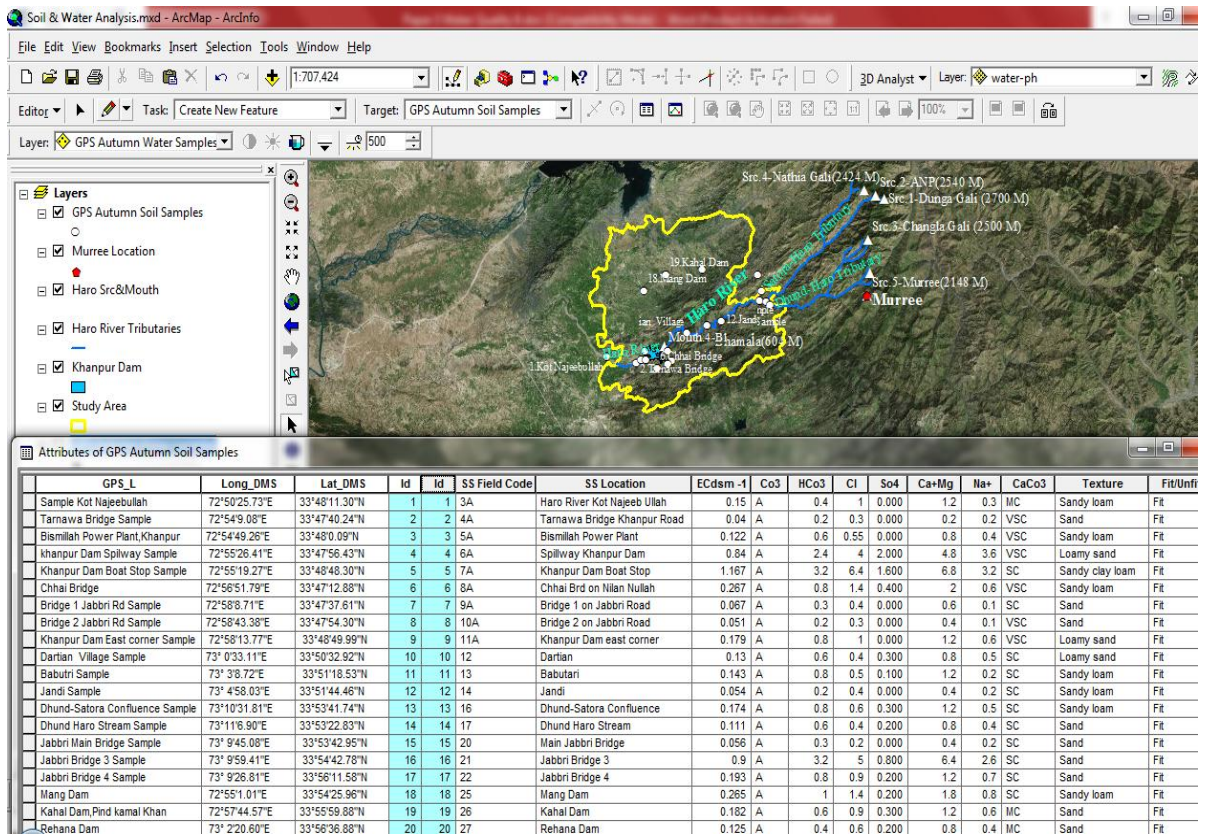 Soil & Water Analysis.mxd - ArcMap - ArcInfo
File Edit View Bookmarks Insert Selection Tools Window Help
1:707,424 3D Analyst Layer: water-ph
Editor Task: Create New Feature Target: GPS Autumn Soil Samples 100%
Layer: GPS Autumn Water Samples 500
Layers
GPS Autumn Soil Samples
Murree Location
Haro Src&Mouth
Haro River Tributaries
Khanpur Dam
Study Area
Src.4-Nathia Gali(2424 M)
Src.2-ANP(2540 M)
Src.1-Dunga Gali (2700 M)
Src.3-Changla Gali (2500 M)
Haro Tributary
Dhund-Haro Tributary
Src.5-Murree(2148 M)
Murree
19.Kahal Dam
18.Mang Dam
Haro River
Village
12.Jandi
Mouth.4-Bhamala(604 M)
6.Chhai Bridge
1.Kot Najeebullah
2.Tarnawa Bridge
Attributes of GPS Autumn Soil Samples
GPS_L Long_DMS Lat_DMS Id Id SS Field Code SS Location ECdsm -1 Co3 HCo3 Cl So4 Ca+Mg Na+ CaCo3 Texture Fit/Unfi
Sample Kot Najeebullah 72°50'25.73"E 33°48'11.30"N 1 1 3A Haro River Kot Najeeb Ullah 0.15 A 0.4 1 0.000 1.2 0.3 MC Sandy loam Fit
Tarnawa Bridge Sample 72°54'9.08"E 33°47'40.24"N 2 2 4A Tarnawa Bridge Khanpur Road 0.04 A 0.2 0.3 0.000 0.2 0.2 VSC Sand Fit
Bismillah Power Plant,Khanpur 72°54'49.26"E 33°48'0.09"N 3 3 5A Bismillah Power Plant 0.122 A 0.6 0.55 0.000 0.8 0.4 VSC Sand Fit
khanpur Dam Spilway Sample 72°55'26.41"E 33°47'56.43"N 4 4 6A Spillway Khanpur Dam 0.84 A 2.4 4 2.000 4.8 3.6 VSC Loamy sand Fit
Khanpur Dam Boat Stop Sample 72°55'19.27"E 33°48'48.30"N 5 5 7A Khanpur Dam Boat Stop 1.167 A 3.2 6.4 1.600 6.8 3.2 SC Sandy clay loam Fit
Chhai Bridge 72°56'51.79"E 33°47'12.88"N 6 6 8A Chhai Brd on Nilan Nullah 0.267 A 0.8 1.4 0.400 2 0.6 VSC Sandy loam Fit
Bridge 1 Jabbri Rd Sample 72°58'8.71"E 33°47'37.61"N 7 7 9A Bridge 1 on Jabbri Road 0.067 A 0.3 0.4 0.000 0.6 0.1 SC Sand Fit
Bridge 2 Jabbri Rd Sample 72°58'43.38"E 33°47'54.30"N 8 8 10A Bridge 2 on Jabbri Road 0.051 A 0.2 0.3 0.000 0.4 0.1 VSC Sand Fit
Khanpur Dam East corner Sample 72°58'13.77"E 33°48'49.99"N 9 9 11A Khanpur Dam east corner 0.179 A 0.8 1 0.000 1.2 0.6 VSC Loamy sand Fit
Dartian Village Sample 73° 0'33.11"E 33°50'32.92"N 10 10 12 Dartian 0.13 A 0.6 0.4 0.300 0.8 0.5 SC Loamy sand Fit
Babutri Sample 73° 3'8.72"E 33°51'18.53"N 11 11 13 Babutari 0.143 A 0.8 0.5 0.100 1.2 0.2 SC Sandy loam Fit
Jandi Sample 73° 4'58.03"E 33°51'44.46"N 12 12 14 Jandi 0.054 A 0.2 0.4 0.000 0.4 0.2 SC Sandy loam Fit
Dhund-Satora Confluence Sample 73°10'31.81"E 33°53'41.74"N 13 13 16 Dhund-Satora Confluence 0.174 A 0.8 0.6 0.300 1.2 0.5 SC Sandy loam Fit
Dhund Haro Stream Sample 73°11'6.90"E 33°53'22.83"N 14 14 17 Dhund Haro Stream 0.111 A 0.6 0.4 0.200 0.8 0.4 SC Sand Fit
Jabbri Main Bridge Sample 73° 9'45.08"E 33°53'42.95"N 15 15 20 Main Jabbri Bridge 0.056 A 0.3 0.2 0.000 0.4 0.2 SC Sand Fit
Jabbri Bridge 3 Sample 73° 9'59.41"E 33°54'42.78"N 16 16 21 Jabbri Bridge 3 0.9 A 3.2 5 0.800 6.4 2.6 SC Sand Fit
Jabbri Bridge 4 Sample 73° 9'26.81"E 33°56'11.58"N 17 17 22 Jabbri Bridge 4 0.193 A 0.8 0.9 0.200 1.2 0.7 SC Sand Fit
Mang Dam 72°55'1.01"E 33°54'25.96"N 18 18 25 Mang Dam 0.265 A 1 1.4 0.200 1.8 0.8 SC Sandy loam Fit
Kahal Dam,Pind kamal Khan 72°57'44.57"E 33°55'59.88"N 19 19 26 Kahal Dam 0.182 A 0.6 0.9 0.300 1.2 0.6 MC Sand Fit
Rehana Dam 73° 2'20.60"E 33°56'36.88"N 20 20 27 Rehana Dam 0.125 A 0.4 0.6 0.200 0.8 0.4 MC Sand Fit